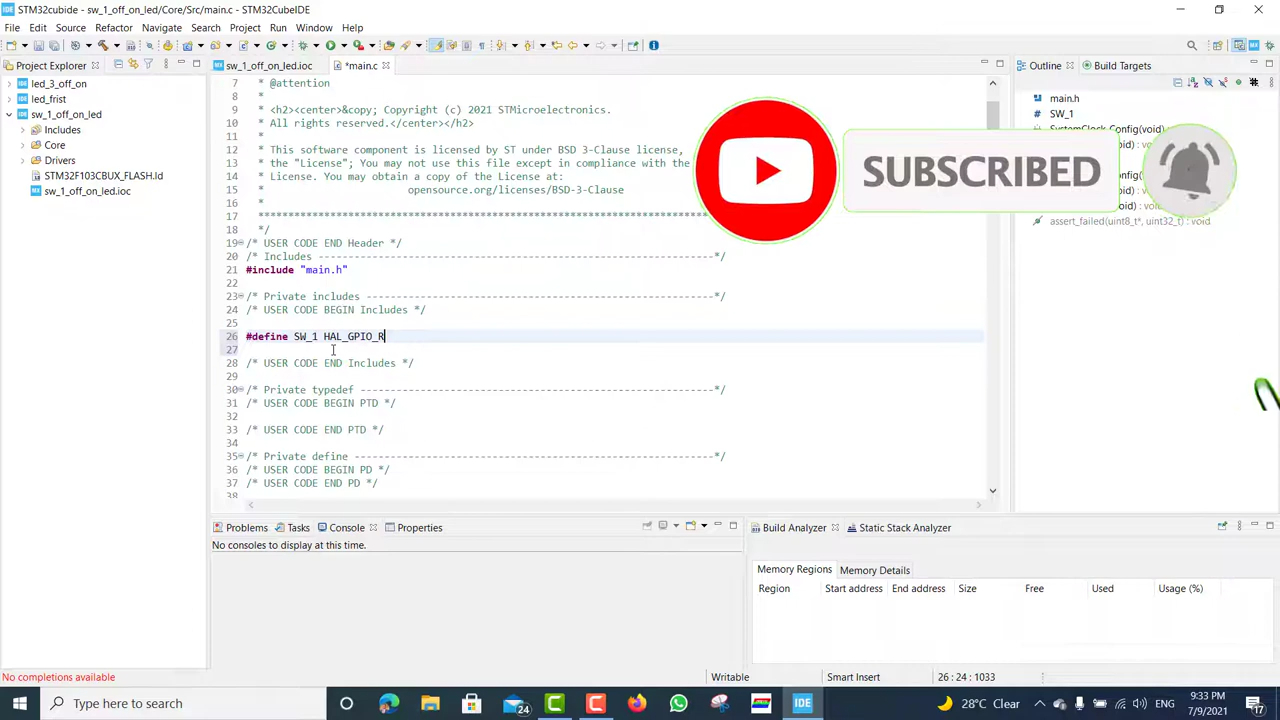 STM32cubide - sw_1_off_on_led/Core/Src/main.c - STM32CubeIDE
File Edit Source Refactor Navigate Search Project Run Window Help
Project Explorer
sw_1_off_on_led.ioc
*main.c
Outline
Build Targets
led_3_off_on
led_frist
sw_1_off_on_led
Includes
Core
Drivers
STM32F103CBUX_FLASH.ld
sw_1_off_on_led.ioc
7 * @attention
8 *
9 * <h2><center>&copy; Copyright (c) 2021 STMicroelectronics.
10 * All rights reserved.</center></h2>
11 *
12 * This software component is licensed by ST under BSD 3-Clause license,
13 * the "License"; You may not use this file except in compliance with the
14 * License. You may obtain a copy of the License at:
15 * opensource.org/licenses/BSD-3-Clause
16 *
17 ******************************************************************************
18 */
19 /* USER CODE END Header */
20 /* Includes ------------------------------------------------------------------*/
21 #include "main.h"
22
23 /* Private includes ----------------------------------------------------------*/
24 /* USER CODE BEGIN Includes */
25
26 #define SW_1 HAL_GPIO_R
27
28 /* USER CODE END Includes */
29
30 /* Private typedef -----------------------------------------------------------*/
31 /* USER CODE BEGIN PTD */
32
33 /* USER CODE END PTD */
34
35 /* Private define ------------------------------------------------------------*/
36 /* USER CODE BEGIN PD */
37 /* USER CODE END PD */
38
main.h
SW_1
SystemClock_Config(void)
SUBSCRIBED
assert_failed(uint8_t*, uint32_t) : void
Problems Tasks Console Properties
No consoles to display at this time.
Build Analyzer Static Stack Analyzer
Memory Regions Memory Details
Region Start address End address Size Free Used Usage (%)
No completions available
Writable Smart Insert 26 : 24 : 1033
Type here to search
24
IDE
28°C Clear
ENG
9:33 PM
7/9/2021
17